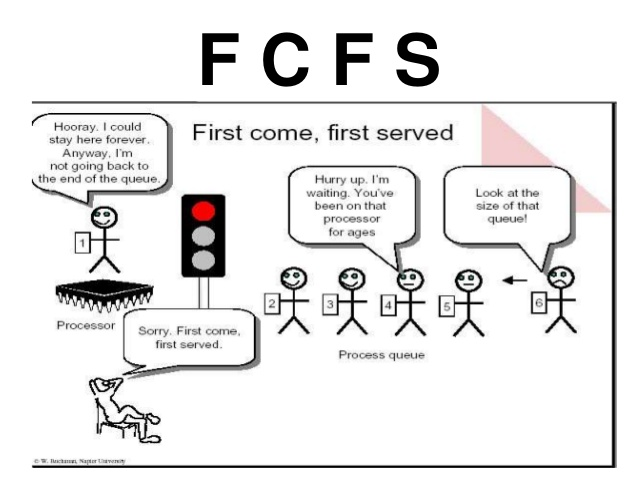 F C F S
First come, first served
Hooray. I could
stay here forever.
Anyway, I'm
not going back to
the end of the queue.
Hurry up. I'm
waiting. You've
been on that
processor
for ages
Look at the
size of that
queue!
1
2
3
4
5
6
Processor
Sorry. First come,
first served.
Process queue
© W. Buchanan, Napier University